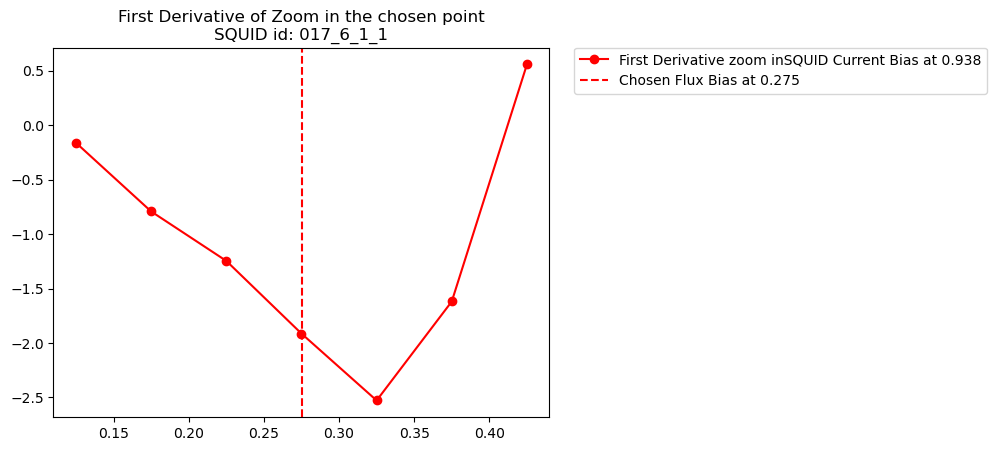 First Derivative of Zoom in the chosen point
SQUID id: 017_6_1_1
First Derivative zoom inSQUID Current Bias at 0.938
Chosen Flux Bias at 0.275
0.5
0.0
−0.5
−1.0
−1.5
−2.0
−2.5
0.15 0.20 0.25 0.30 0.35 0.40